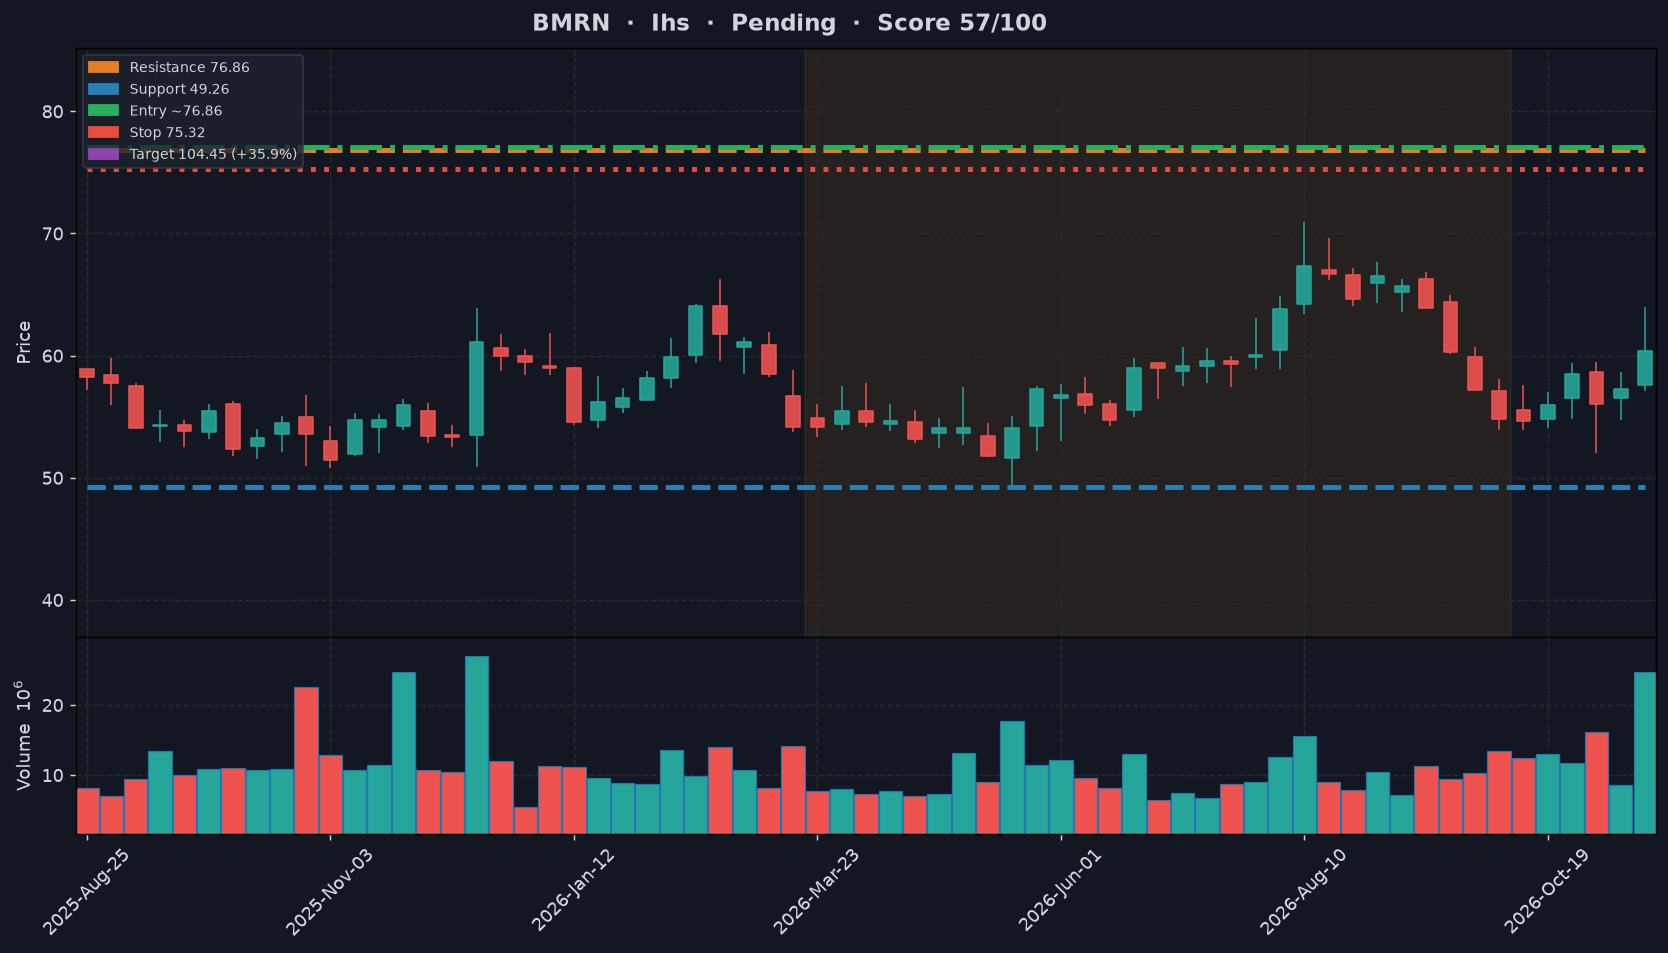 BMRN · Ihs · Pending · Score 57/100
Resistance 76.86
Support 49.26
Entry ~76.86
Stop 75.32
Target 104.45 (+35.9%)
Price
80
70
60
50
40
Volume 10⁶
20
10
2025-Aug-25
2025-Nov-03
2026-Jan-12
2026-Mar-23
2026-Jun-01
2026-Aug-10
2026-Oct-19